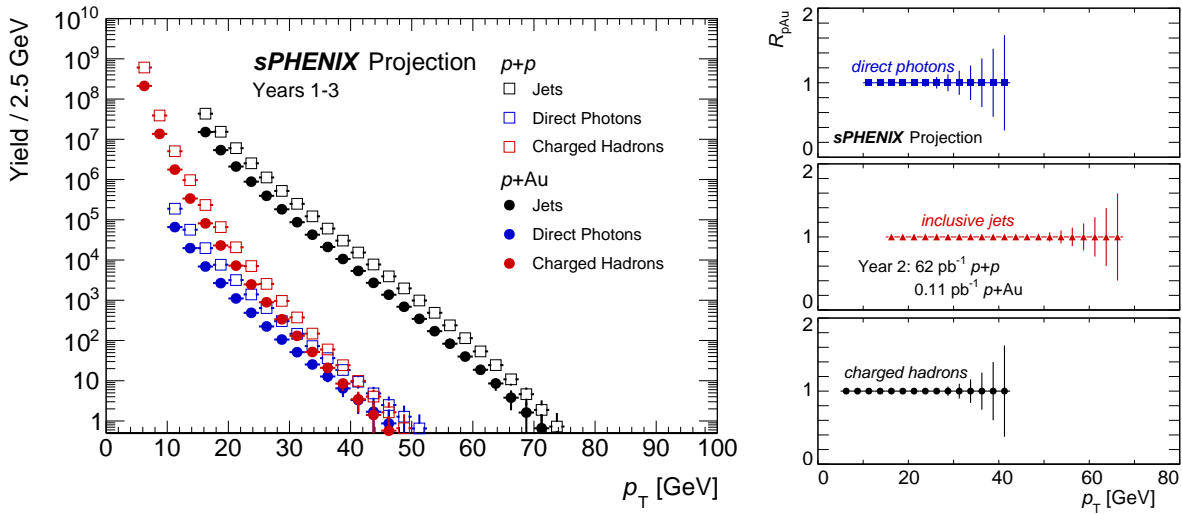 sPHENIX Projection
Years 1-3
p+p
Jets
Direct Photons
Charged Hadrons
p+Au
Jets
Direct Photons
Charged Hadrons
Yield / 2.5 GeV
10^10
10^9
10^8
10^7
10^6
10^5
10^4
10^3
10^2
10
1
0 10 20 30 40 50 60 70 80 90 100
p_T [GeV]
R_pAu
2
1
2
0
direct photons
sPHENIX Projection
2
1
0
inclusive jets
Year 2: 62 pb^-1 p+p
0.11 pb^-1 p+Au
2
1
0
charged hadrons
0 20 40 60 80
p_T [GeV]